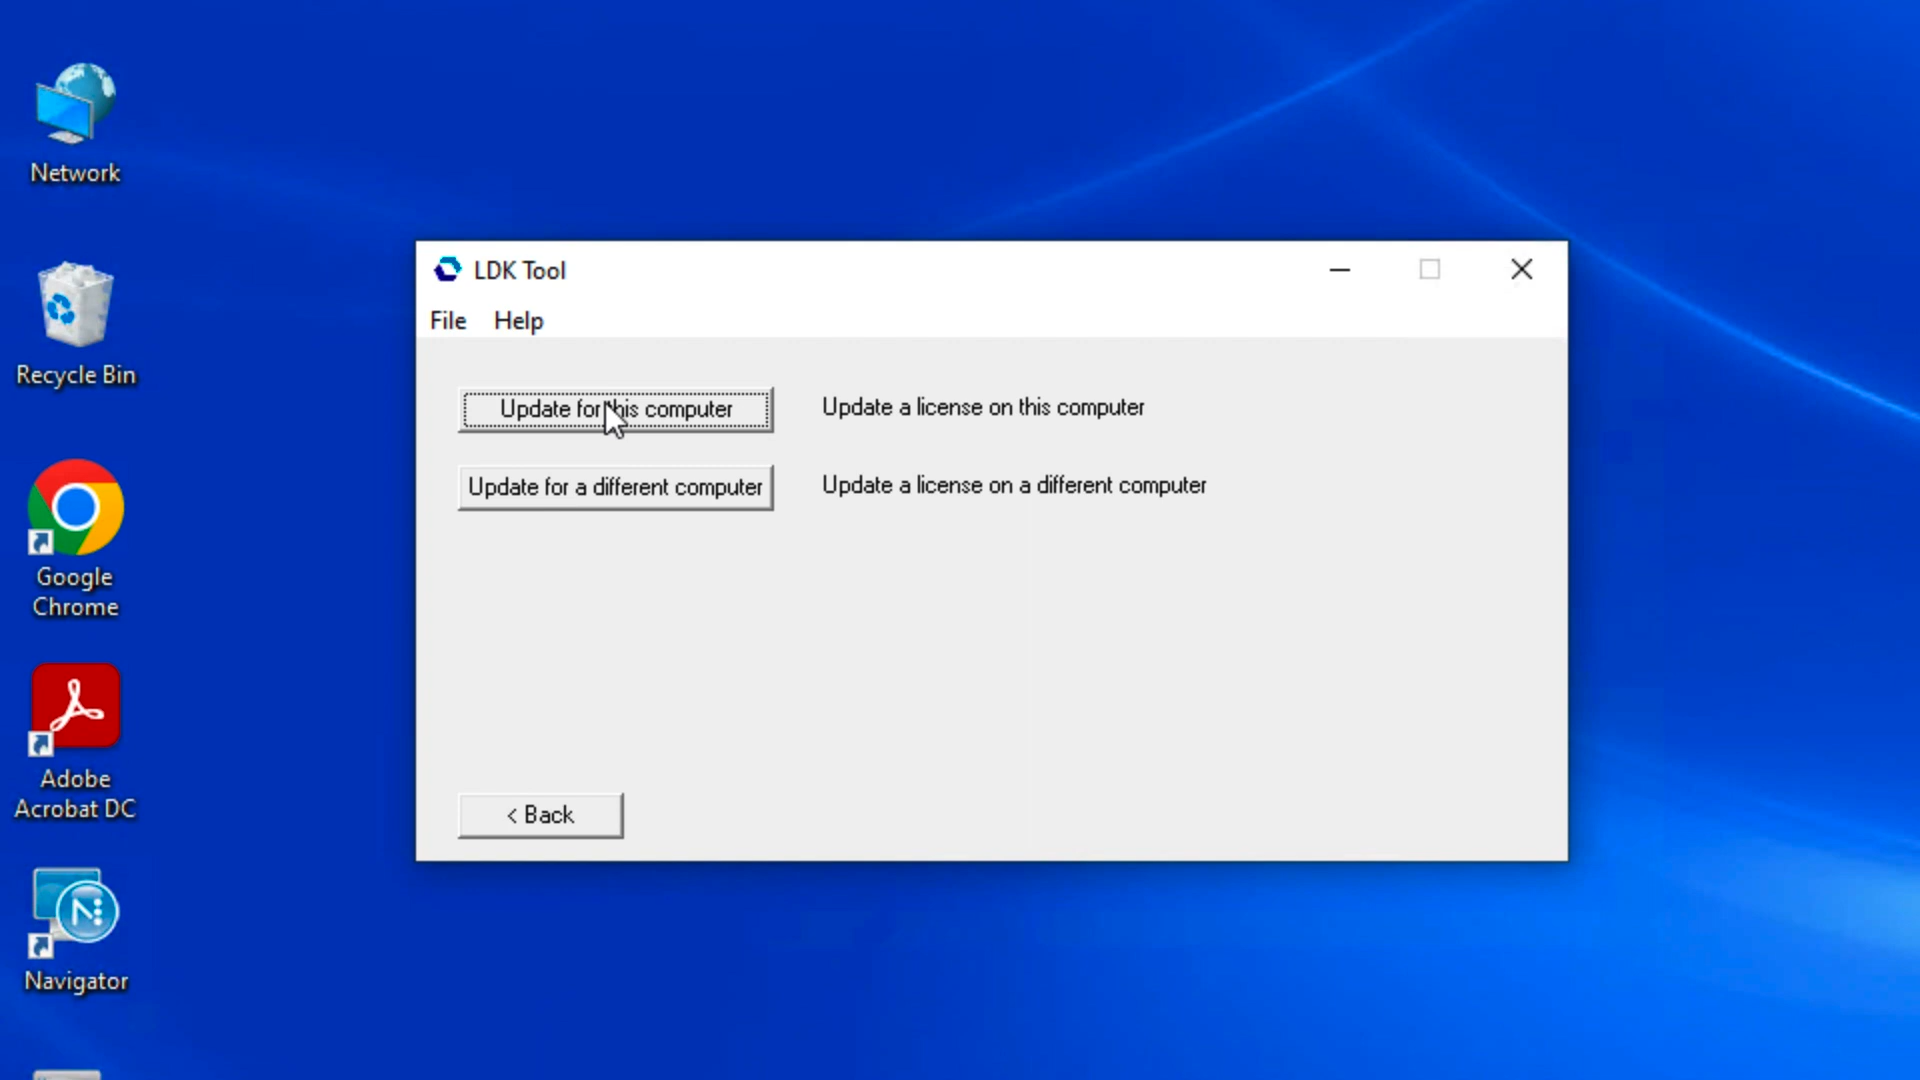 Network
Recycle Bin
Google
Chrome
Adobe
Acrobat DC
Navigator
LDK Tool
File Help
Update for this computer Update a license on this computer
Update for a different computer Update a license on a different computer
< Back